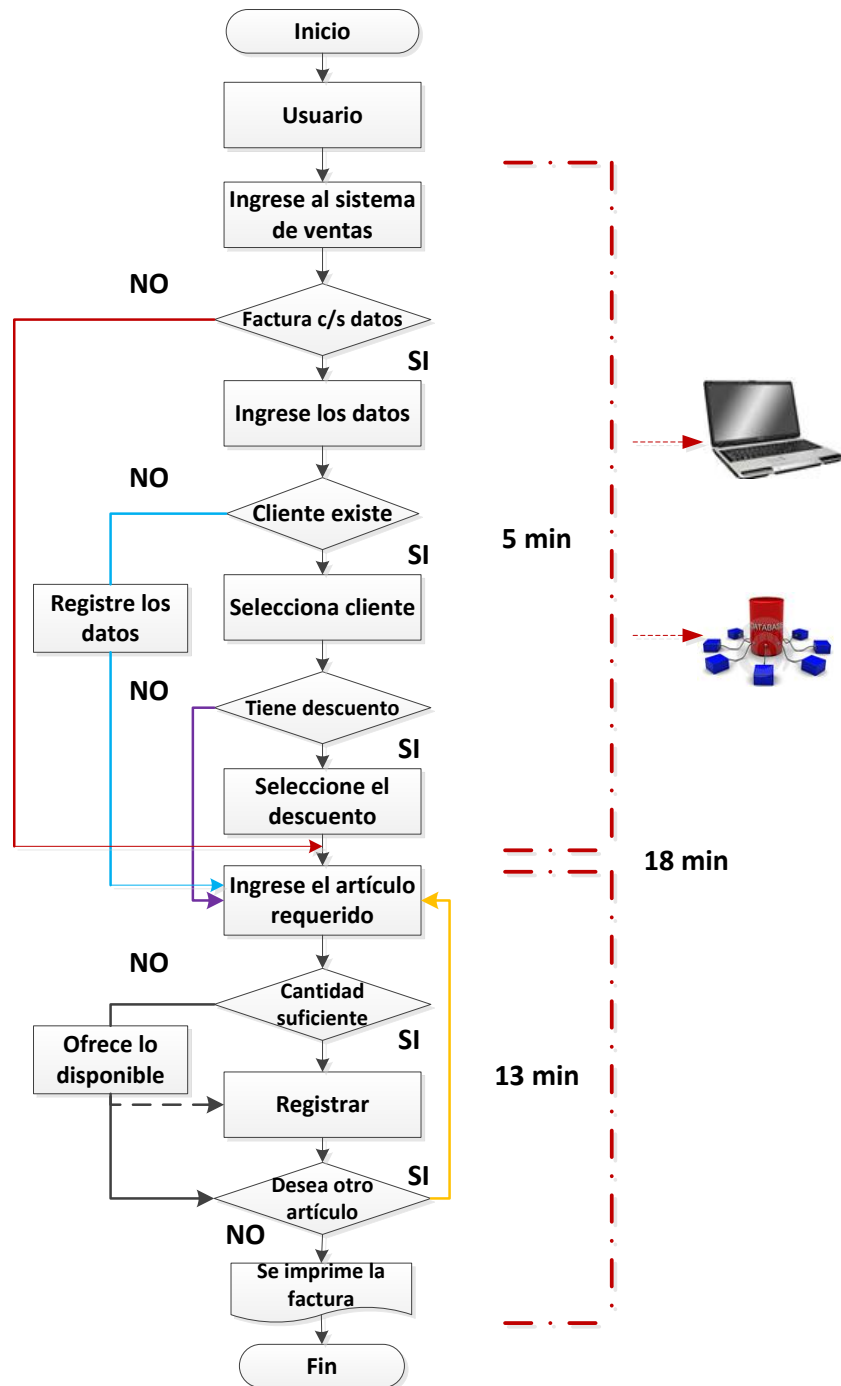 Inicio
Usuario
Ingrese al sistema
de ventas
NO
Factura c/s datos
SI
Ingrese los datos
NO
Cliente existe
SI
5 min
Registre los
datos
Selecciona cliente
DATABASE
NO
Tiene descuento
SI
Seleccione el
descuento
18 min
Ingrese el artículo
requerido
NO
Cantidad
suficiente
SI
Ofrece lo
disponible
13 min
Registrar
Desea otro
artículo
SI
NO
Se imprime la
factura
Fin